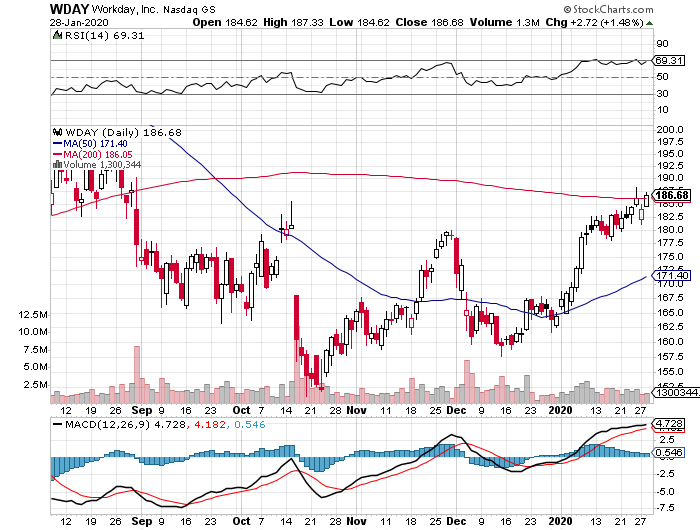 WDAY Workday, Inc. Nasdaq GS © StockCharts.com
28-Jan-2020 Open 184.62 High 187.33 Low 184.62 Close 186.68 Volume 1.3M Chg +2.72 (+1.48%)
RSI(14) 69.31
90
69.31
50
30
10
WDAY (Daily) 186.68
MA(50) 171.40
MA(200) 186.05
Volume 1,300,344
200.0
197.5
195.0
192.5
190.0
186.68
185.0
182.5
180.0
177.5
175.0
172.5
171.40
170.0
167.5
165.0
162.5
160.0
157.5
155.0
152.5
12.5M
10.0M
7.5M
5.0M
2.5M
1300344
12 19 26 Sep 9 16 23 Oct 7 14 21 28 Nov 11 18 25 Dec 9 16 23 2020 13 21 27
MACD(12,26,9) 4.728, 4.182, 0.546
4.728
4.182
2.5
0.546
-2.5
-5.0
-7.5
12 19 26 Sep 9 16 23 Oct 7 14 21 28 Nov 11 18 25 Dec 9 16 23 2020 13 21 27